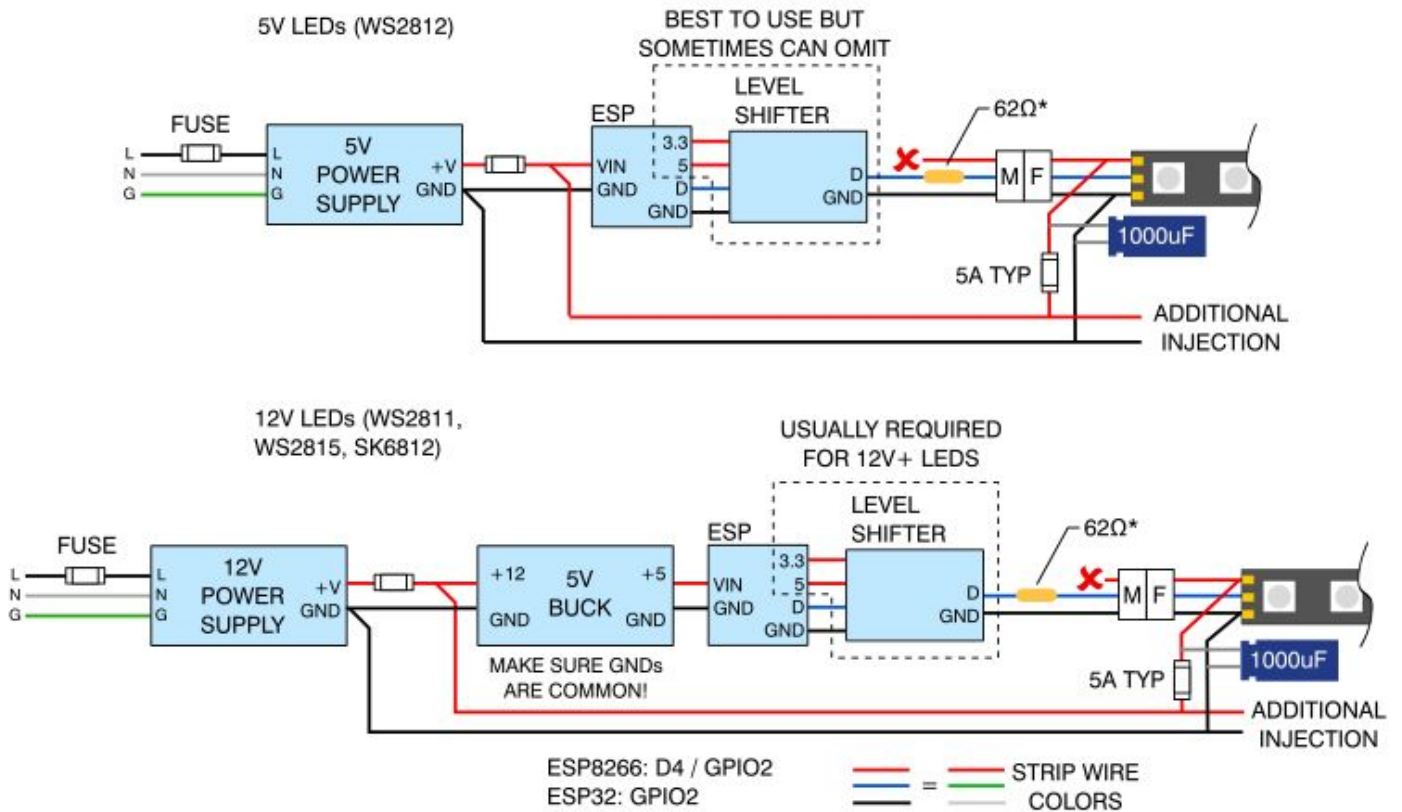 5V LEDs (WS2812)
BEST TO USE BUT
SOMETIMES CAN OMIT
FUSE
L
N
G
L
N
G
5V
POWER
SUPPLY
+V
GND
ESP
VIN
GND
3.3
5
D
GND
LEVEL
SHIFTER
D
GND
62Ω*
M F
1000uF
5A TYP
ADDITIONAL
INJECTION
12V LEDs (WS2811,
WS2815, SK6812)
USUALLY REQUIRED
FOR 12V+ LEDS
FUSE
L
N
G
L
N
G
12V
POWER
SUPPLY
+V
GND
+12
GND
5V
BUCK
+5
GND
MAKE SURE GNDs
ARE COMMON!
ESP
VIN
GND
3.3
5
D
GND
LEVEL
SHIFTER
D
GND
62Ω*
M F
1000uF
5A TYP
ADDITIONAL
INJECTION
ESP8266: D4 / GPIO2
ESP32: GPIO2
= STRIP WIRE
COLORS